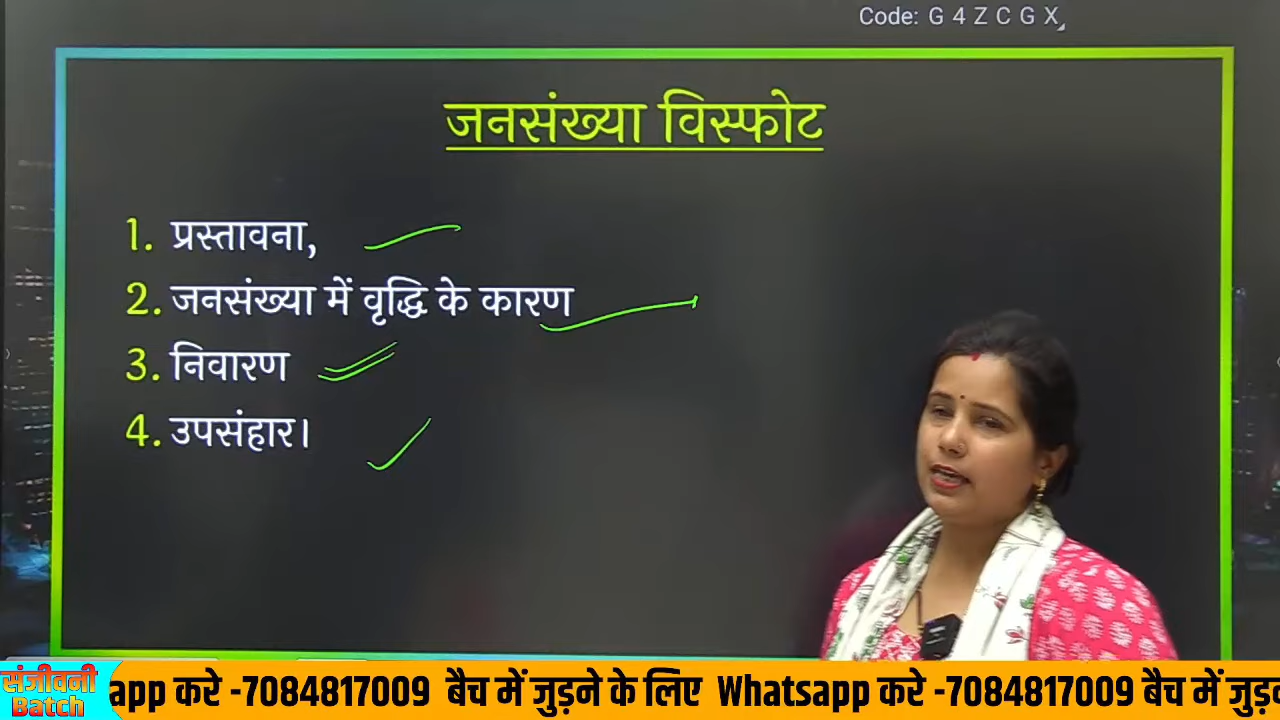 Code: G 4 Z C G X
जनसंख्या विस्फोट
1. प्रस्तावना,
2. जनसंख्या में वृद्धि के कारण
3. निवारण
4. उपसंहार।
संजीवनी
Batch
app करे -7084817009 बैच में जुड़ने के लिए Whatsapp करे -7084817009 बैच में